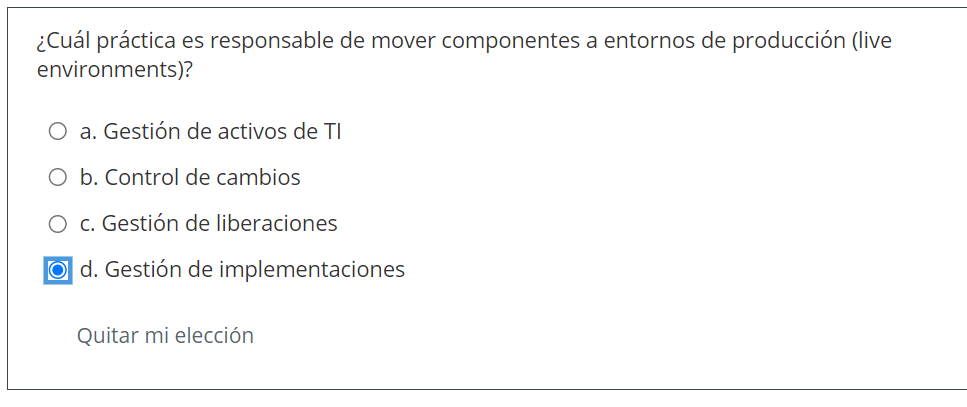 ¿Cuál práctica es responsable de mover componentes a entornos de producción (live
environments)?
a. Gestión de activos de TI
b. Control de cambios
c. Gestión de liberaciones
d. Gestión de implementaciones
Quitar mi elección